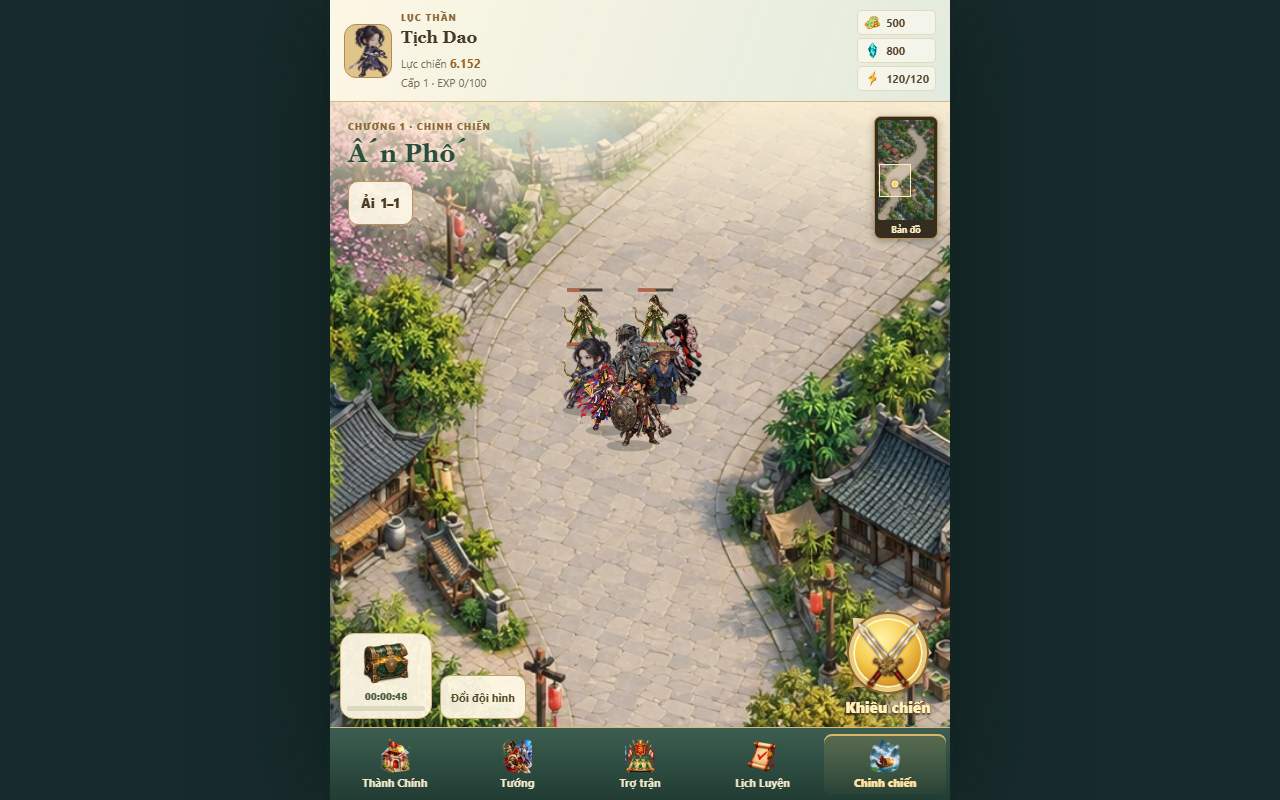 LỤC THẦN
Tịch Dao
Lực chiến 6.152
Cấp 1 · EXP 0/100
500
800
120/120
CHƯƠNG 1 · CHINH CHIẾN
Ấn Phố
Ải 1–1
Bản đồ
00:00:48
Đổi đội hình
Khiêu chiến
Thành Chính
Tướng
Trợ trận
Lịch Luyện
Chinh chiến